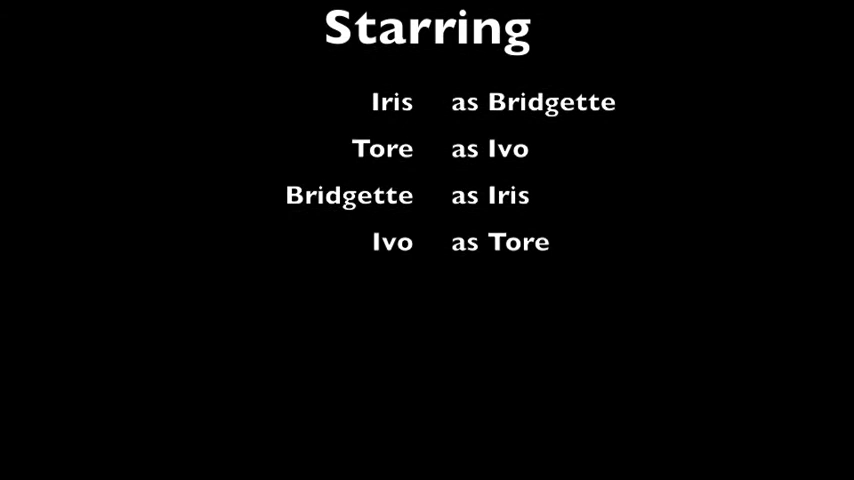 Starring
Iris as Bridgette
Tore as Ivo
Bridgette as Iris
Ivo as Tore